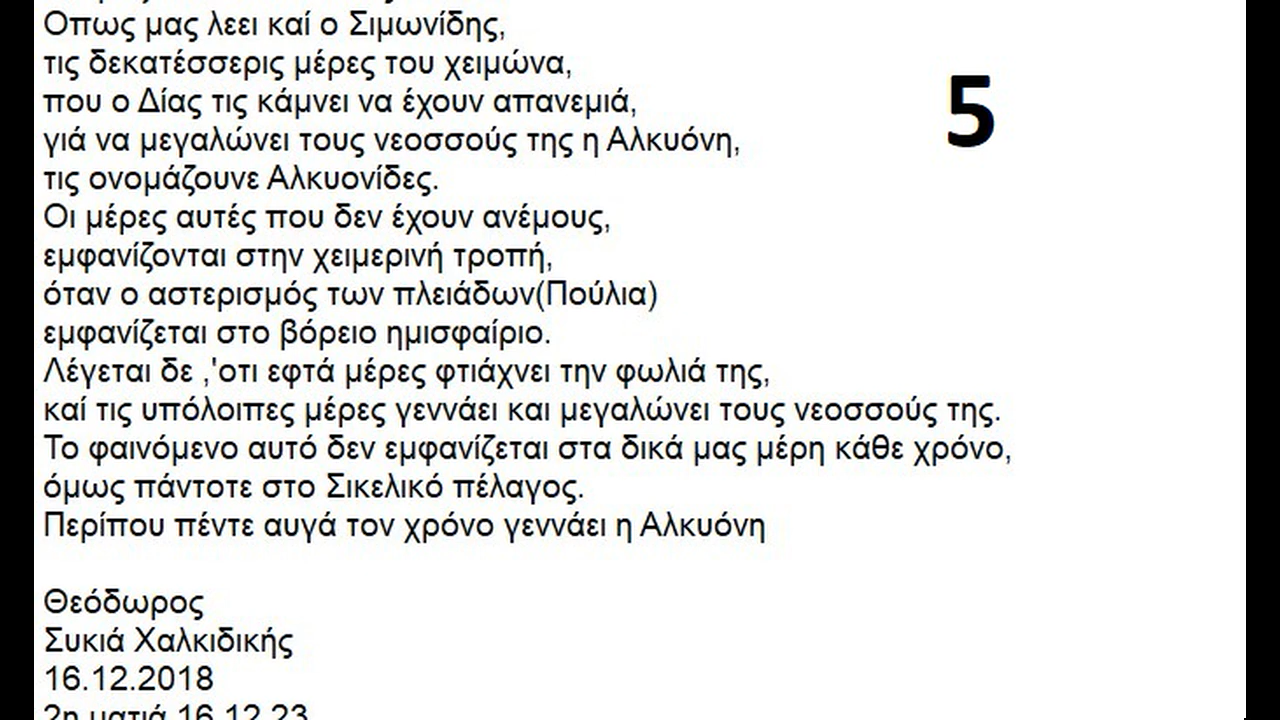 Οπως μας λεει καί ο Σιμωνίδης,
τις δεκατέσσερις μέρες του χειμώνα,
που ο Δίας τις κάμνει να έχουν απανεμιά,
γιά να μεγαλώνει τους νεοσσούς της η Αλκυόνη,
τις ονομάζουνε Αλκυονίδες.
Οι μέρες αυτές που δεν έχουν ανέμους,
εμφανίζονται στην χειμερινή τροπή,
όταν ο αστερισμός των πλειάδων(Πούλια)
εμφανίζεται στο βόρειο ημισφαίριο.
Λέγεται δε ,'οτι εφτά μέρες φτιάχνει την φωλιά της,
καί τις υπόλοιπες μέρες γεννάει και μεγαλώνει τους νεοσσούς της.
Το φαινόμενο αυτό δεν εμφανίζεται στα δικά μας μέρη κάθε χρόνο,
όμως πάντοτε στο Σικελικό πέλαγος.
Περίπου πέντε αυγά τον χρόνο γεννάει η Αλκυόνη
5
Θεόδωρος
Συκιά Χαλκιδικής
16.12.2018
2η ματιά 16.12.23